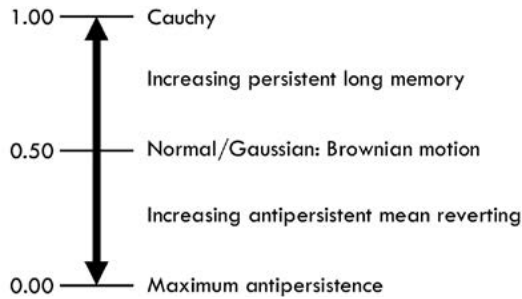 1.00 Cauchy
Increasing persistent long memory
0.50 Normal/Gaussian: Brownian motion
Increasing antipersistent mean reverting
0.00 Maximum antipersistence